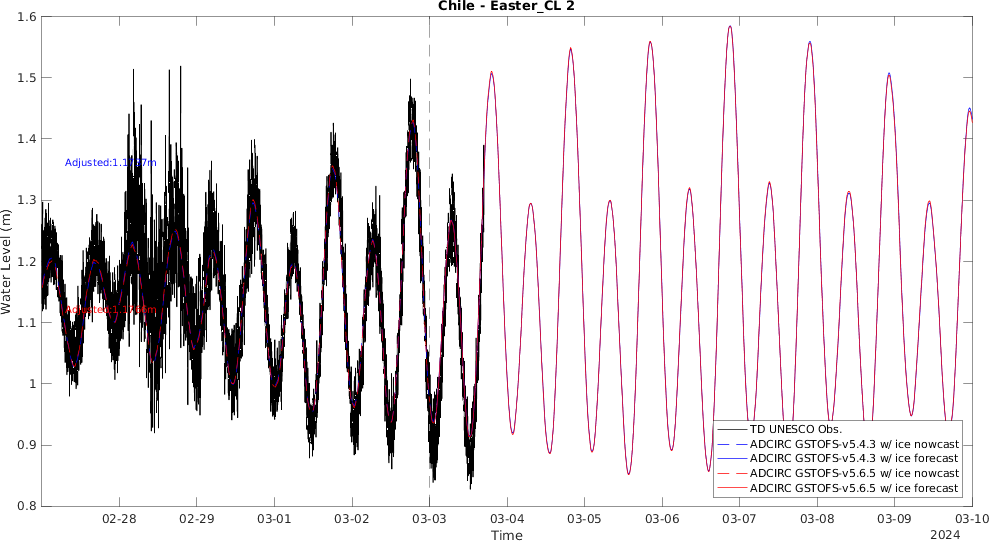 Chile - Easter_CL 2
1.6
1.5
1.4
1.3
1.2
1.1
1
0.9
0.8
Water Level (m)
Adjusted:1.1767m
TD UNESCO Obs.
ADCIRC GSTOFS-v5.4.3 w/ ice nowcast
ADCIRC GSTOFS-v5.4.3 w/ ice forecast
ADCIRC GSTOFS-v5.6.5 w/ ice nowcast
ADCIRC GSTOFS-v5.6.5 w/ ice forecast
02-28 02-29 03-01 03-02 03-03 03-04 03-05 03-06 03-07 03-08 03-09 03-10
Time
2024